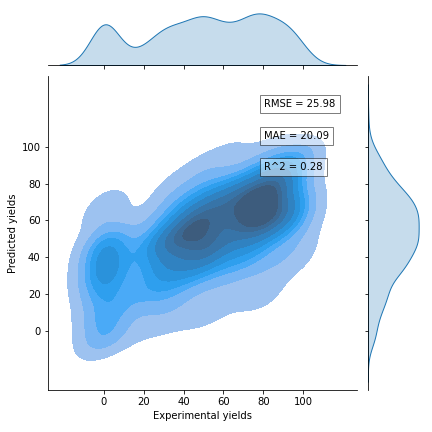 RMSE = 25.98
MAE = 20.09
R^2 = 0.28
100
80
60
40
20
0
Predicted yields
0 20 40 60 80 100
Experimental yields